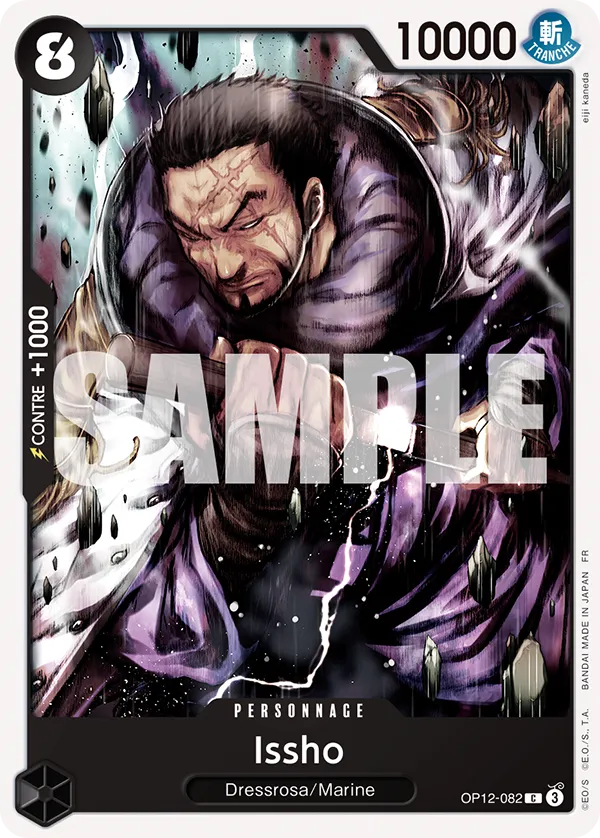 8
10000
斬
TRANCHE
eiji kaneda
CONTRE +1000
SAMPLE
PERSONNAGE
Issho
Dressrosa/Marine
OP12-082 C 3
©EO/S ©E.O./S., T.A. BANDAI MADE IN JAPAN FR